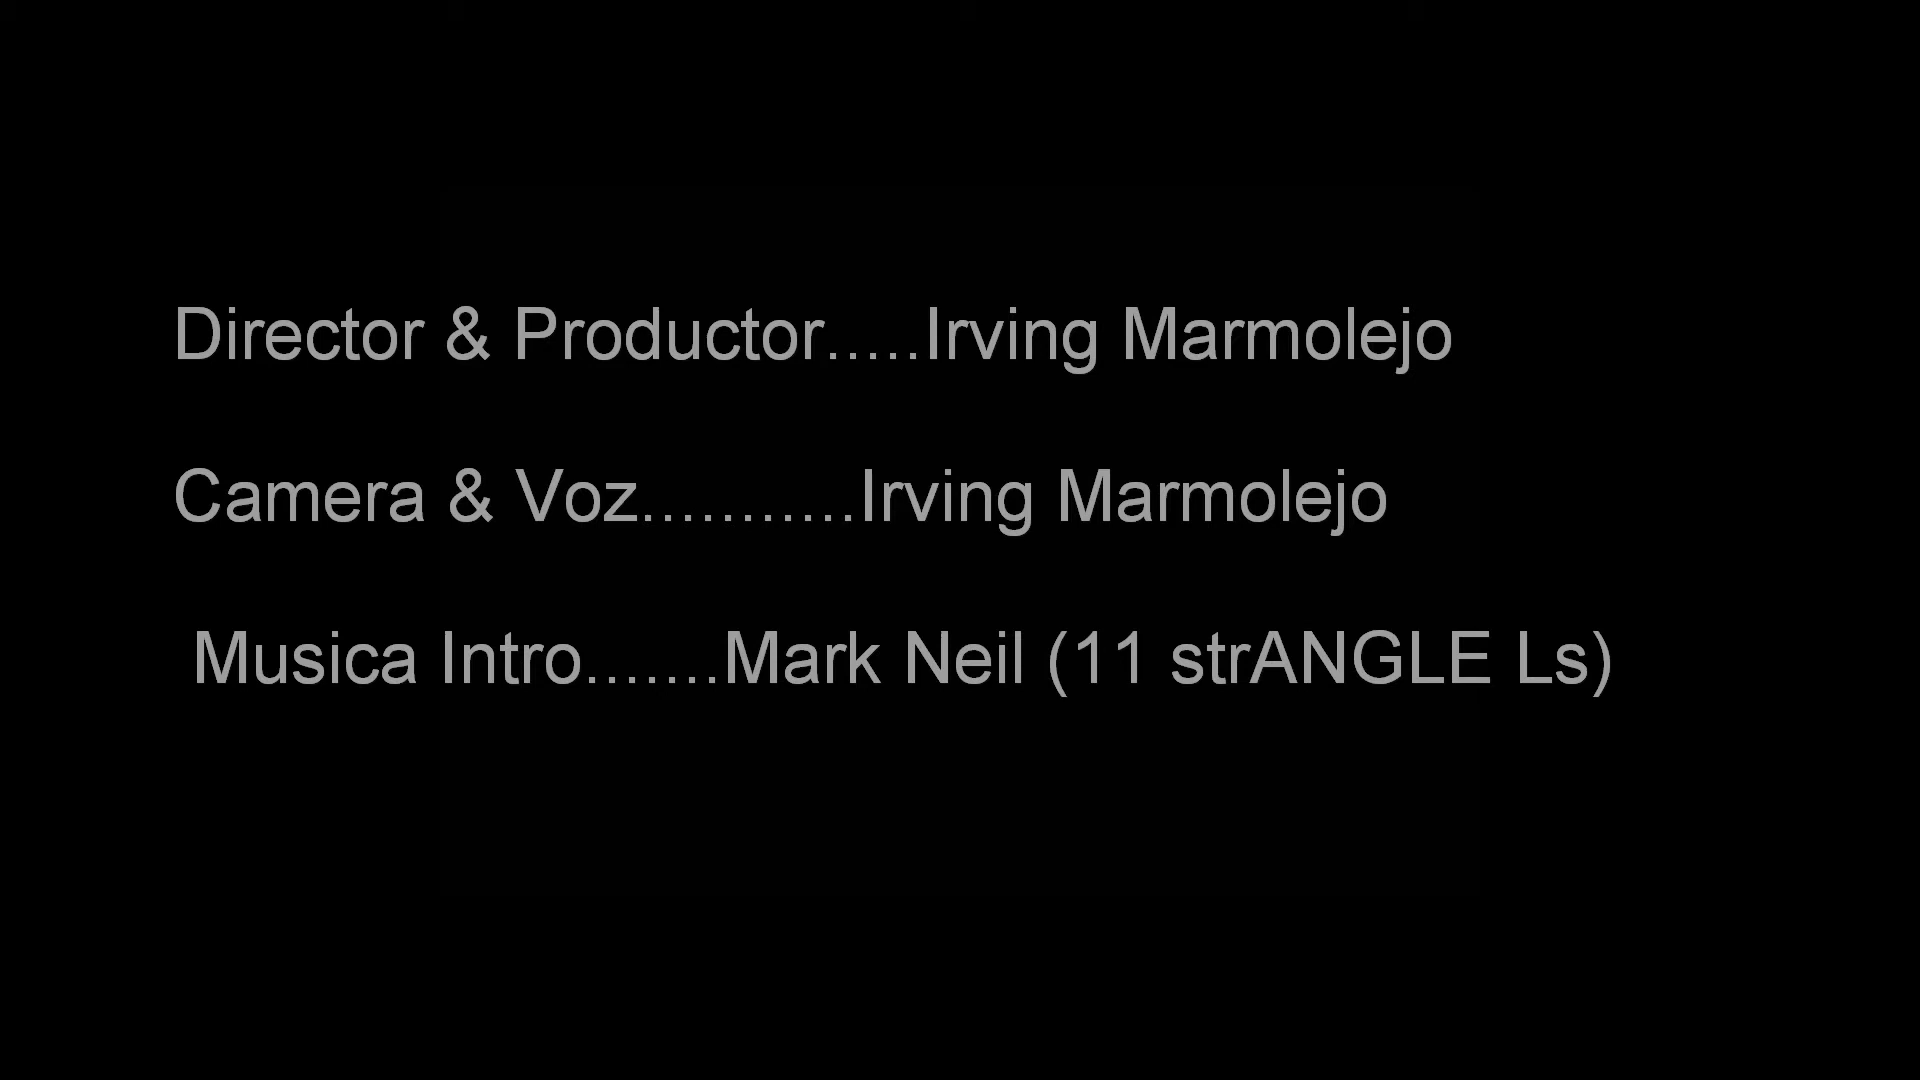 Director & Productor.....Irving Marmolejo
Camera & Voz...........Irving Marmolejo
Musica Intro.......Mark Neil (11 strANGLE Ls)